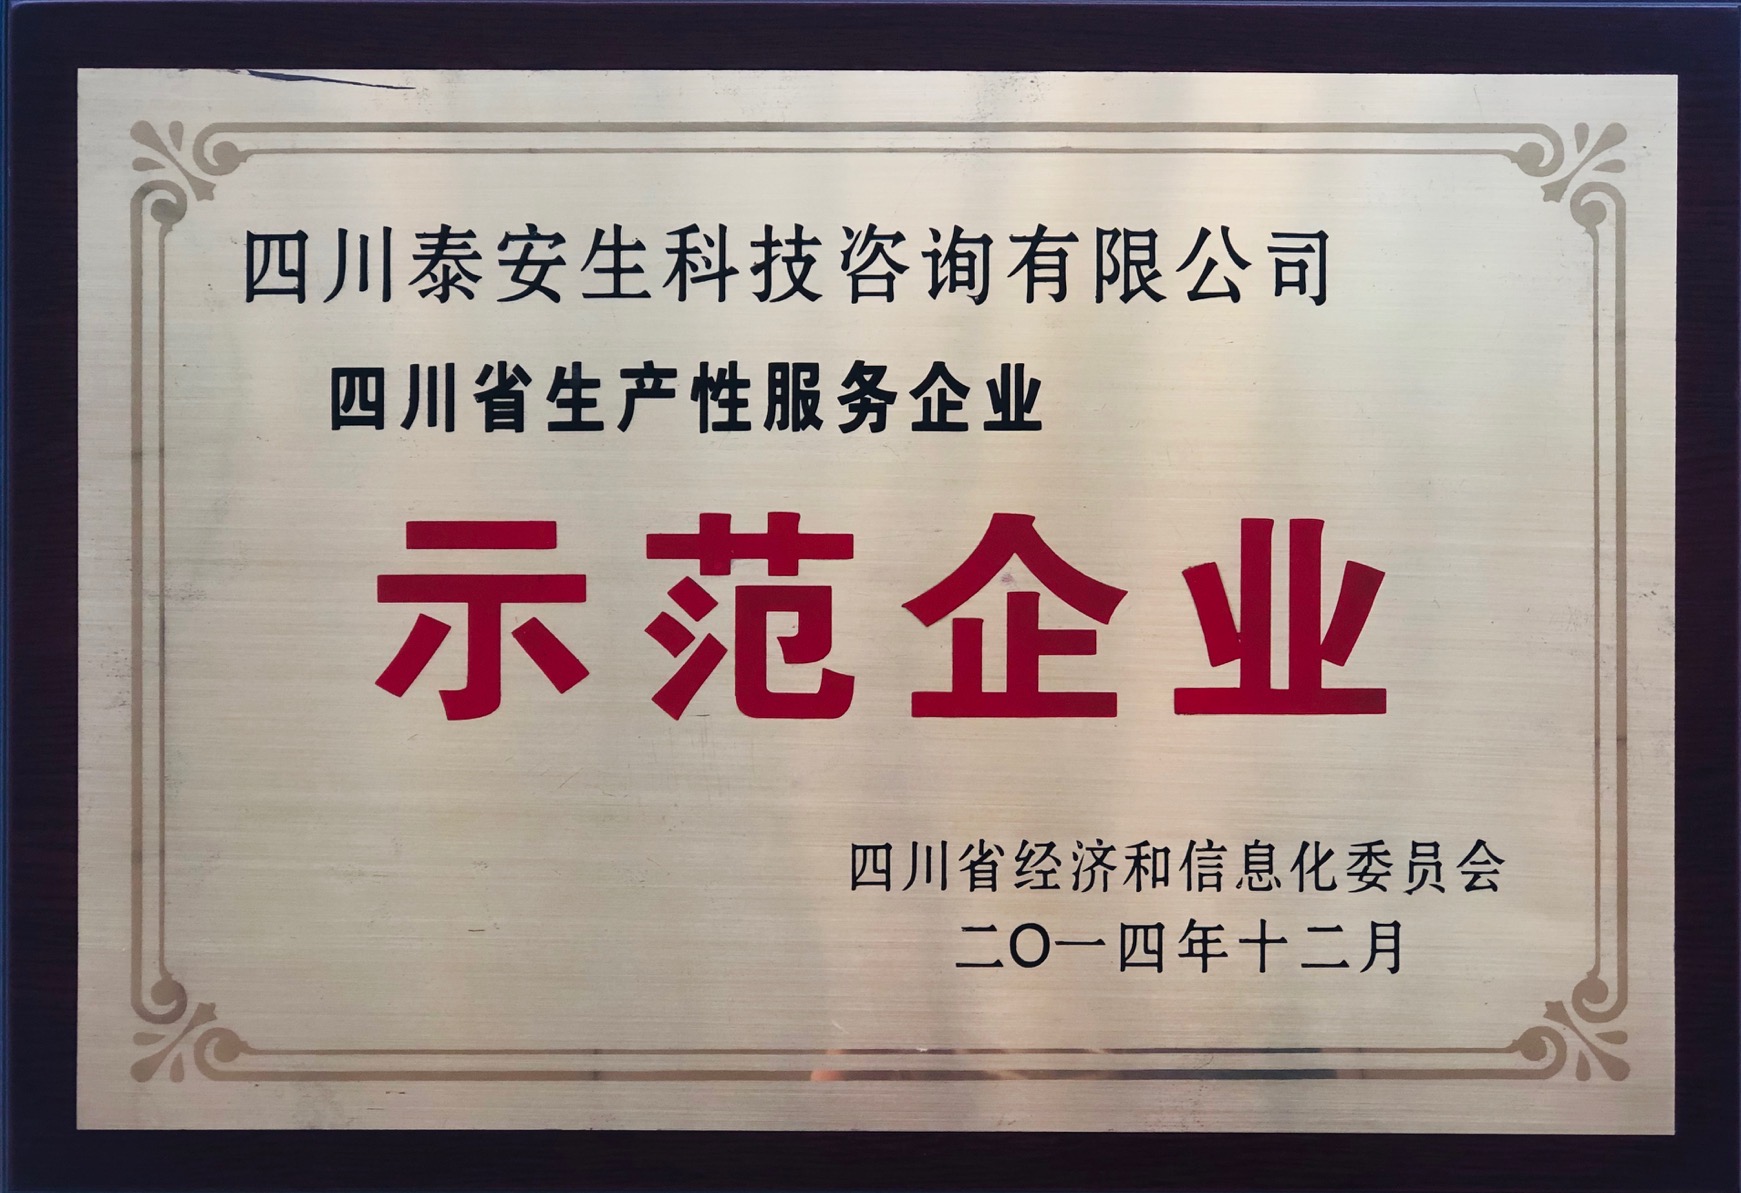 四川泰安生科技咨询有限公司
四川省生产性服务企业
示范企业
四川省经济和信息化委员会
二〇一四年十二月